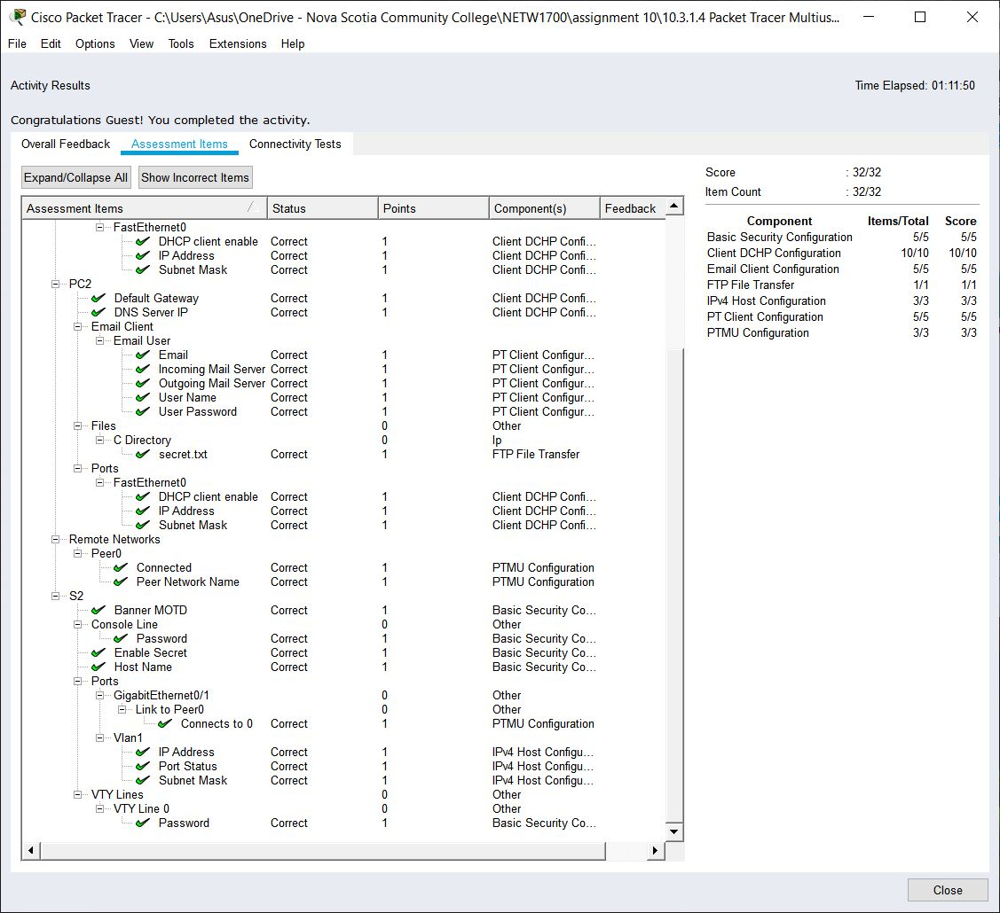 Cisco Packet Tracer - C:\Users\Asus\OneDrive - Nova Scotia Community College\NETW1700\assignment 10\10.3.1.4 Packet Tracer Multius...
File Edit Options View Tools Extensions Help
Activity Results Time Elapsed: 01:11:50
Congratulations Guest! You completed the activity.
Overall Feedback Assessment Items Connectivity Tests
Expand/Collapse All Show Incorrect Items
Assessment Items Status Points Component(s) Feedback
FastEthernet0
DHCP client enable Correct 1 Client DCHP Confi...
IP Address Correct 1 Client DCHP Confi...
Subnet Mask Correct 1 Client DCHP Confi...
PC2
Default Gateway Correct 1 Client DCHP Confi...
DNS Server IP Correct 1 Client DCHP Confi...
Email Client
Email User
Email Correct 1 PT Client Configur...
Incoming Mail Server Correct 1 PT Client Configur...
Outgoing Mail Server Correct 1 PT Client Configur...
User Name Correct 1 PT Client Configur...
User Password Correct 1 PT Client Configur...
Files 0 Other
C Directory 0 Ip
secret.txt Correct 1 FTP File Transfer
Ports
FastEthernet0
DHCP client enable Correct 1 Client DCHP Confi...
IP Address Correct 1 Client DCHP Confi...
Subnet Mask Correct 1 Client DCHP Confi...
Remote Networks
Peer0
Connected Correct 1 PTMU Configuration
Peer Network Name Correct 1 PTMU Configuration
S2
Banner MOTD Correct 1 Basic Security Co...
Console Line 0 Other
Password Correct 1 Basic Security Co...
Enable Secret Correct 1 Basic Security Co...
Host Name Correct 1 Basic Security Co...
Ports
GigabitEthernet0/1 0 Other
Link to Peer0 0 Other
Connects to 0 Correct 1 PTMU Configuration
Vlan1
IP Address Correct 1 IPv4 Host Configu...
Port Status Correct 1 IPv4 Host Configu...
Subnet Mask Correct 1 IPv4 Host Configu...
VTY Lines 0 Other
VTY Line 0 0 Other
Password Correct 1 Basic Security Co...
Score : 32/32
Item Count : 32/32
Component Items/Total Score
Basic Security Configuration 5/5 5/5
Client DCHP Configuration 10/10 10/10
Email Client Configuration 5/5 5/5
FTP File Transfer 1/1 1/1
IPv4 Host Configuration 3/3 3/3
PT Client Configuration 5/5 5/5
PTMU Configuration 3/3 3/3
Close